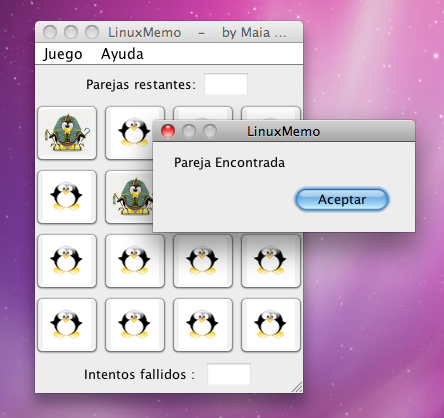 LinuxMemo - by Maia ...
Juego Ayuda
Parejas restantes:
LinuxMemo
Pareja Encontrada
Aceptar
Intentos fallidos :